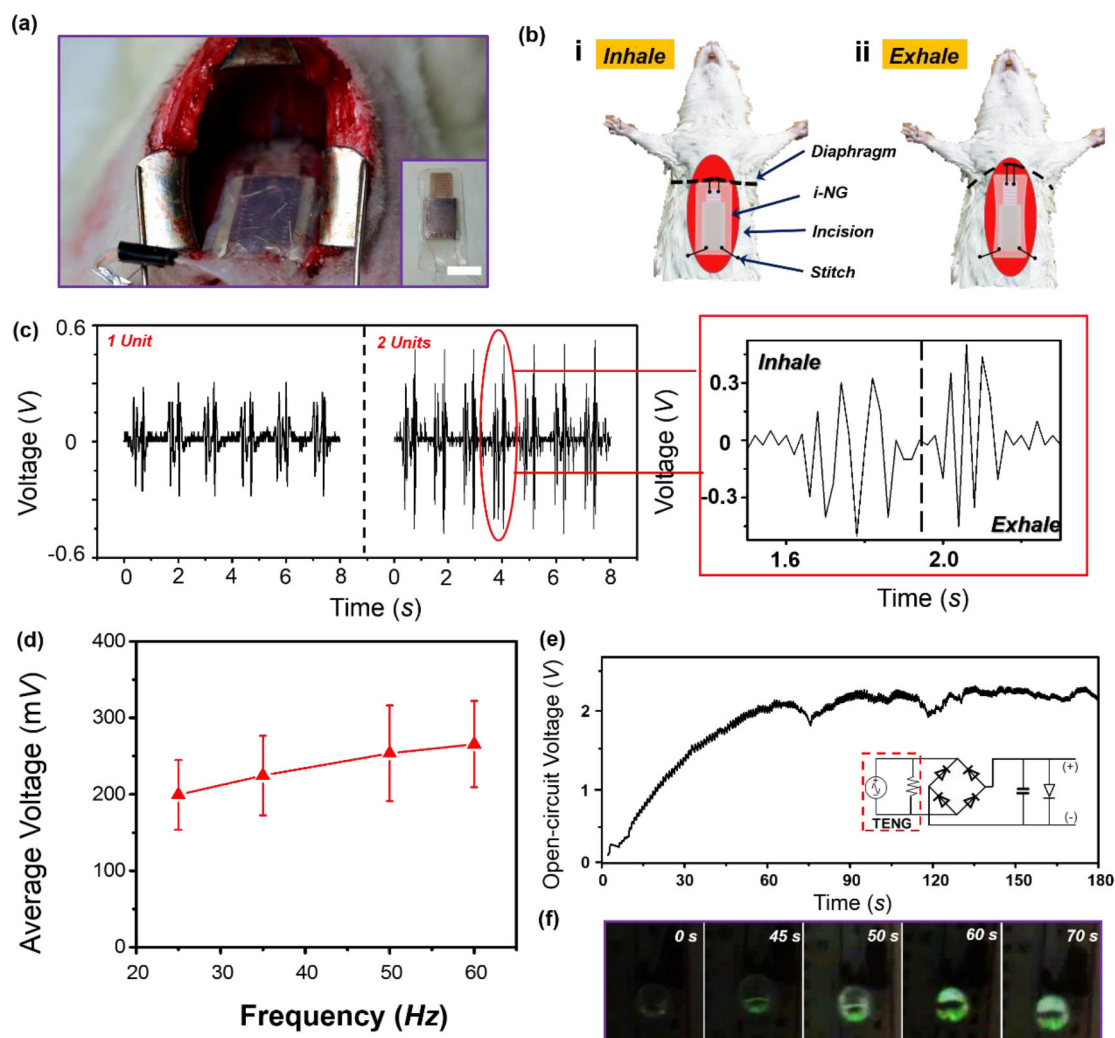 (a)
(b)
i Inhale
ii Exhale
Diaphragm
i-NG
Incision
Stitch
(c)
0.6
0
-0.6
Voltage (V)
1 Unit
2 Units
0 2 4 6 8 0 2 4 6 8
Time (s)
Inhale
0.3
0
-0.3
Voltage (V)
Exhale
1.6 2.0
Time (s)
(d)
400
300
200
100
0
Average Voltage (mV)
20 30 40 50 60
Frequency (Hz)
(e)
2
1
0
Open-circuit Voltage (V)
TENG
(+)
(-)
0 30 60 90 120 150 180
Time (s)
(f)
0 s 45 s 50 s 60 s 70 s